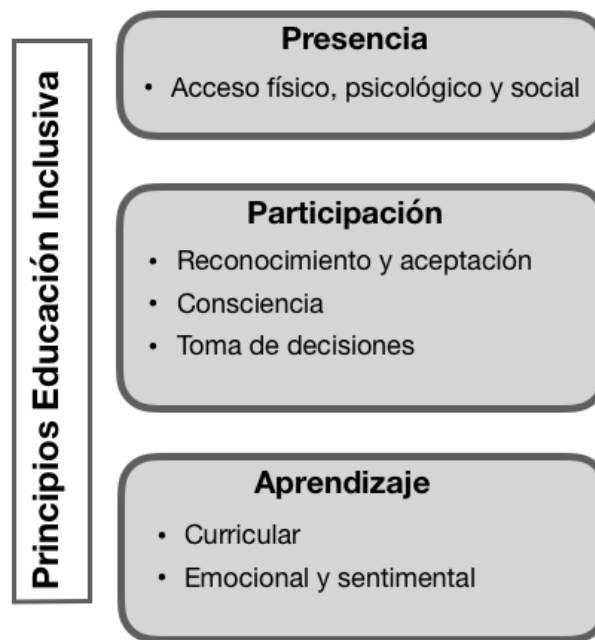 Principios Educación Inclusiva
Presencia
• Acceso físico, psicológico y social
Participación
• Reconocimiento y aceptación
• Consciencia
• Toma de decisiones
Aprendizaje
• Curricular
• Emocional y sentimental